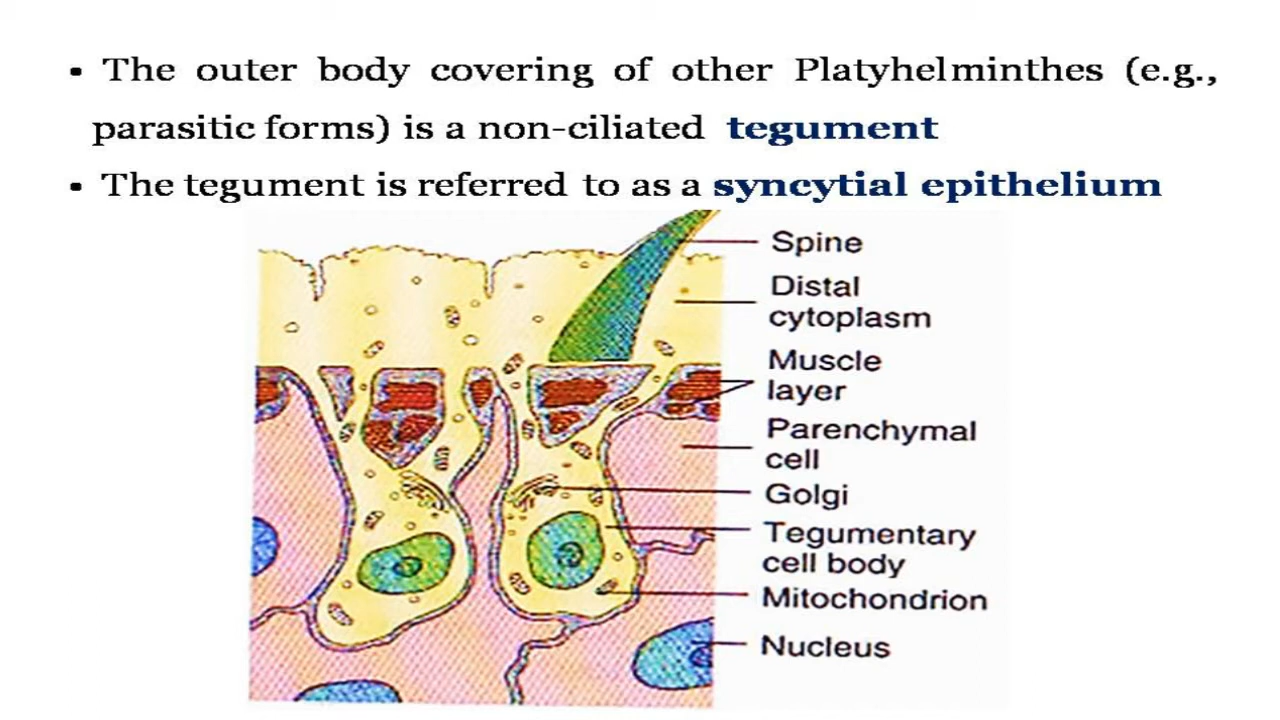 • The outer body covering of other Platyhelminthes (e.g.,
parasitic forms) is a non-ciliated tegument
• The tegument is referred to as a syncytial epithelium
Spine
Distal
cytoplasm
Muscle
layer
Parenchymal
cell
Golgi
Tegumentary
cell body
Mitochondrion
Nucleus